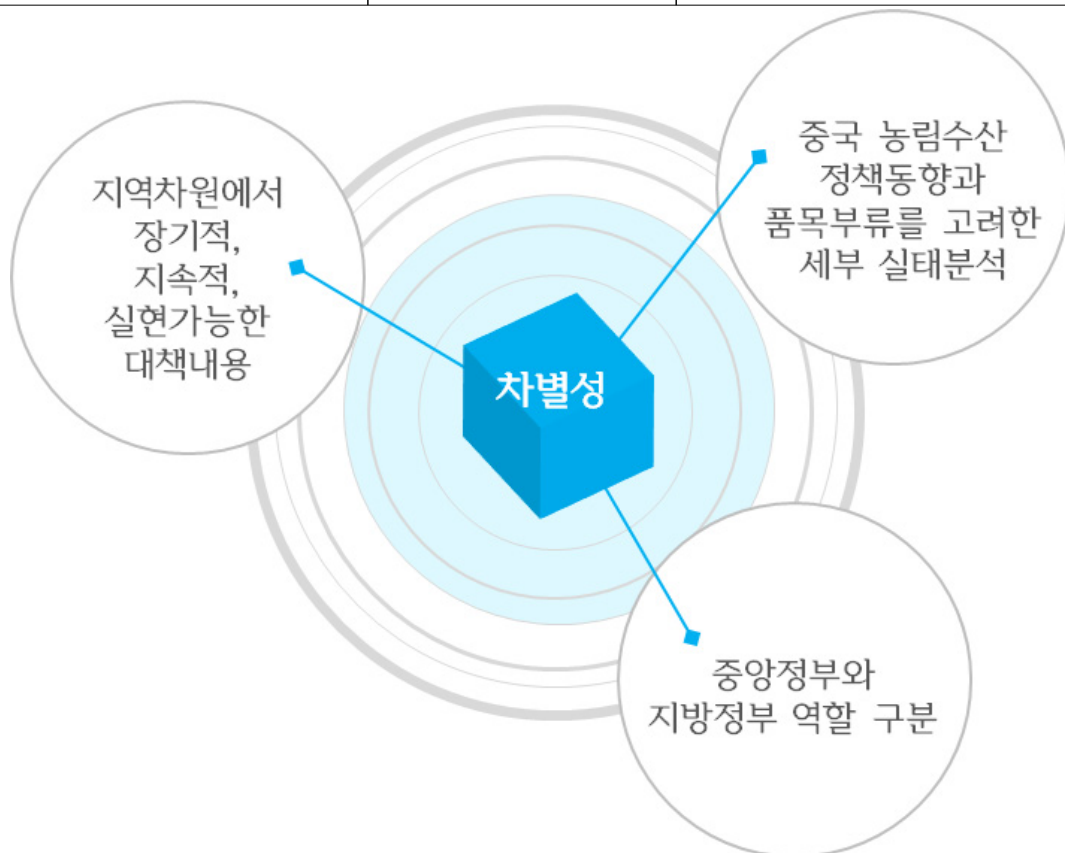 지역차원에서
장기적,
지속적,
실현가능한
대책내용
중국 농림수산
정책동향과
품목부류를 고려한
세부 실태분석
차별성
중앙정부와
지방정부 역할 구분